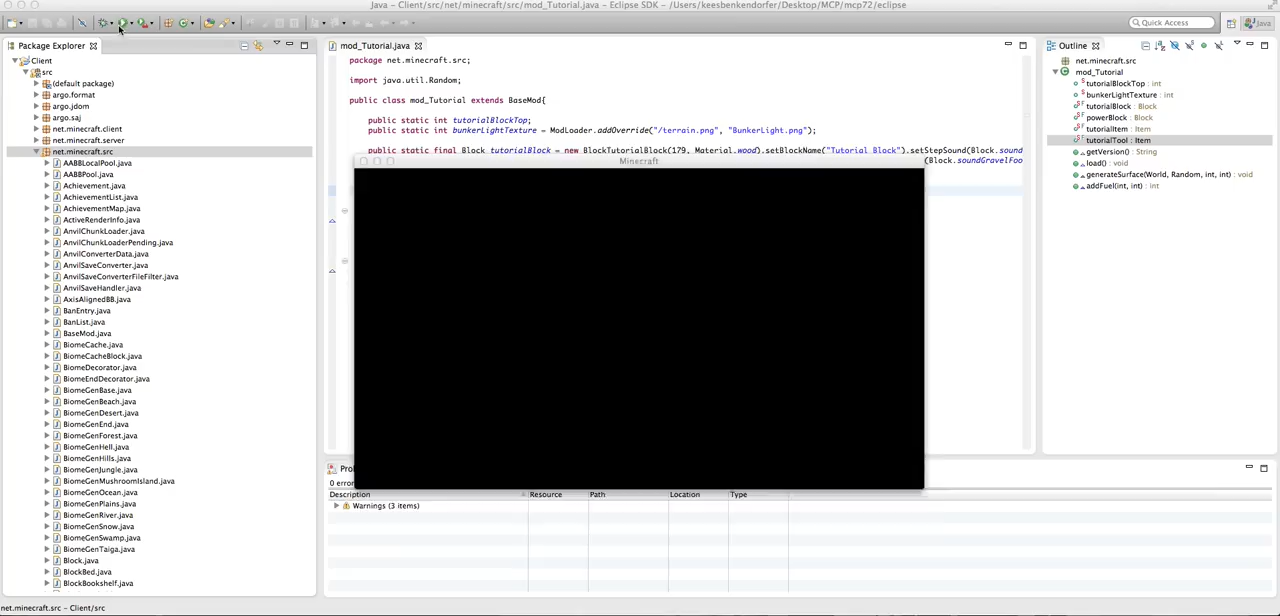 Java – Client/src/net/minecraft/src/mod_Tutorial.java – Eclipse SDK – /Users/keesbenkendorfer/Desktop/MCP/mcp72/eclipse
Quick Access
Java
Package Explorer
Client
src
(default package)
argo.format
argo.jdom
argo.saj
net.minecraft.client
net.minecraft.server
net.minecraft.src
AABBLocalPool.java
AABBPool.java
Achievement.java
AchievementList.java
AchievementMap.java
ActiveRenderInfo.java
AnvilChunkLoader.java
AnvilChunkLoaderPending.java
AnvilConverterData.java
AnvilSaveConverter.java
AnvilSaveConverterFileFilter.java
AnvilSaveHandler.java
AxisAlignedBB.java
BanEntry.java
BanList.java
BaseMod.java
BiomeCache.java
BiomeCacheBlock.java
BiomeDecorator.java
BiomeEndDecorator.java
BiomeGenBase.java
BiomeGenBeach.java
BiomeGenDesert.java
BiomeGenEnd.java
BiomeGenForest.java
BiomeGenHell.java
BiomeGenHills.java
BiomeGenJungle.java
BiomeGenMushroomIsland.java
BiomeGenOcean.java
BiomeGenPlains.java
BiomeGenRiver.java
BiomeGenSnow.java
BiomeGenSwamp.java
BiomeGenTaiga.java
Block.java
BlockBed.java
BlockBookshelf.java
mod_Tutorial.java
package net.minecraft.src;
import java.util.Random;
public class mod_Tutorial extends BaseMod{
public static int tutorialBlockTop;
public static int bunkerLightTexture = ModLoader.addOverride("/terrain.png", "BunkerLight.png");
public static final Block tutorialBlock = new BlockTutorialBlock(179, Material.wood).setBlockName("Tutorial Block").setStepSound(Block.sound
(Block.soundGravelFoo
Minecraft
0 error
Description Resource Path Location Type
Warnings (3 items)
Outline
net.minecraft.src
mod_Tutorial
tutorialBlockTop : int
bunkerLightTexture : int
tutorialBlock : Block
powerBlock : Block
tutorialItem : Item
tutorialTool : Item
getVersion() : String
load() : void
generateSurface(World, Random, int, int) : void
addFuel(int, int) : int
net.minecraft.src – Client/src